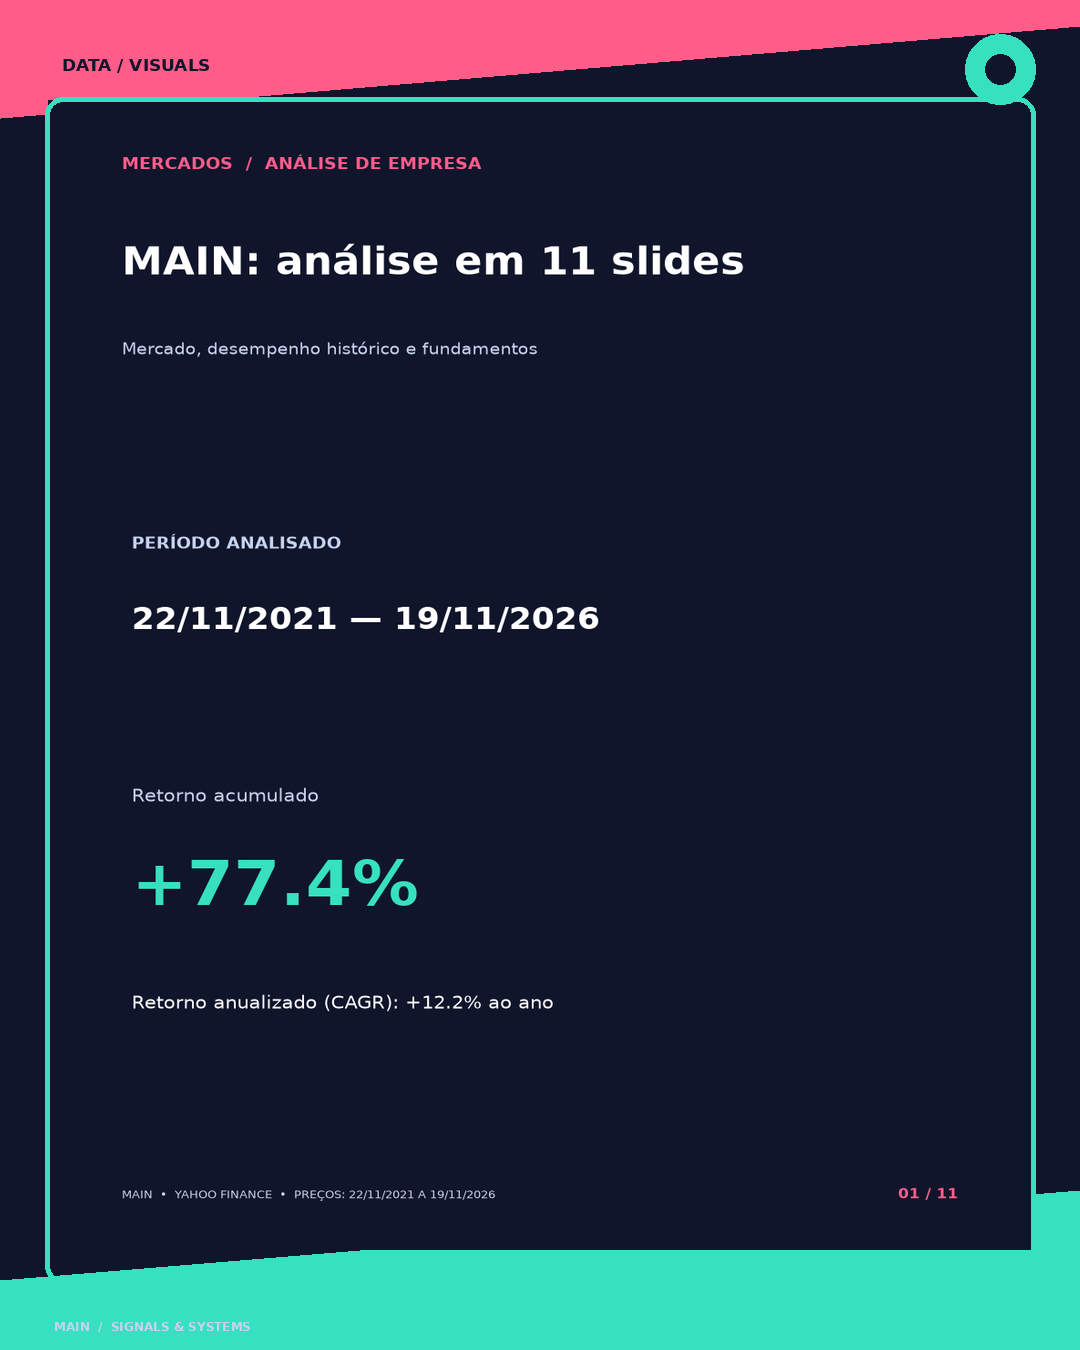 DATA / VISUALS
MERCADOS / ANÁLISE DE EMPRESA
MAIN: análise em 11 slides
Mercado, desempenho histórico e fundamentos
PERÍODO ANALISADO
22/11/2021 — 19/11/2026
Retorno acumulado
+77.4%
Retorno anualizado (CAGR): +12.2% ao ano
MAIN • YAHOO FINANCE • PREÇOS: 22/11/2021 A 19/11/2026
01 / 11
MAIN / SIGNALS & SYSTEMS